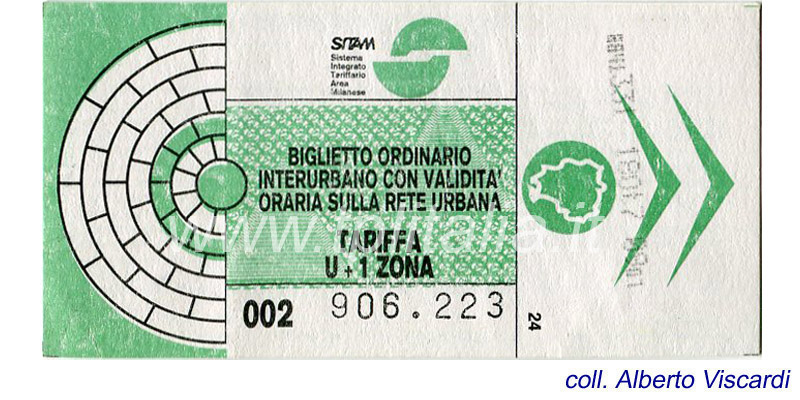 SITAM
Sistema
Integrato
Tariffario
Area
Milanese
BIGLIETTO ORDINARIO
INTERURBANO CON VALIDITA'
ORARIA SULLA RETE URBANA
TARIFFA
U + 1 ZONA
002 906.223
24
coll. Alberto Viscardi